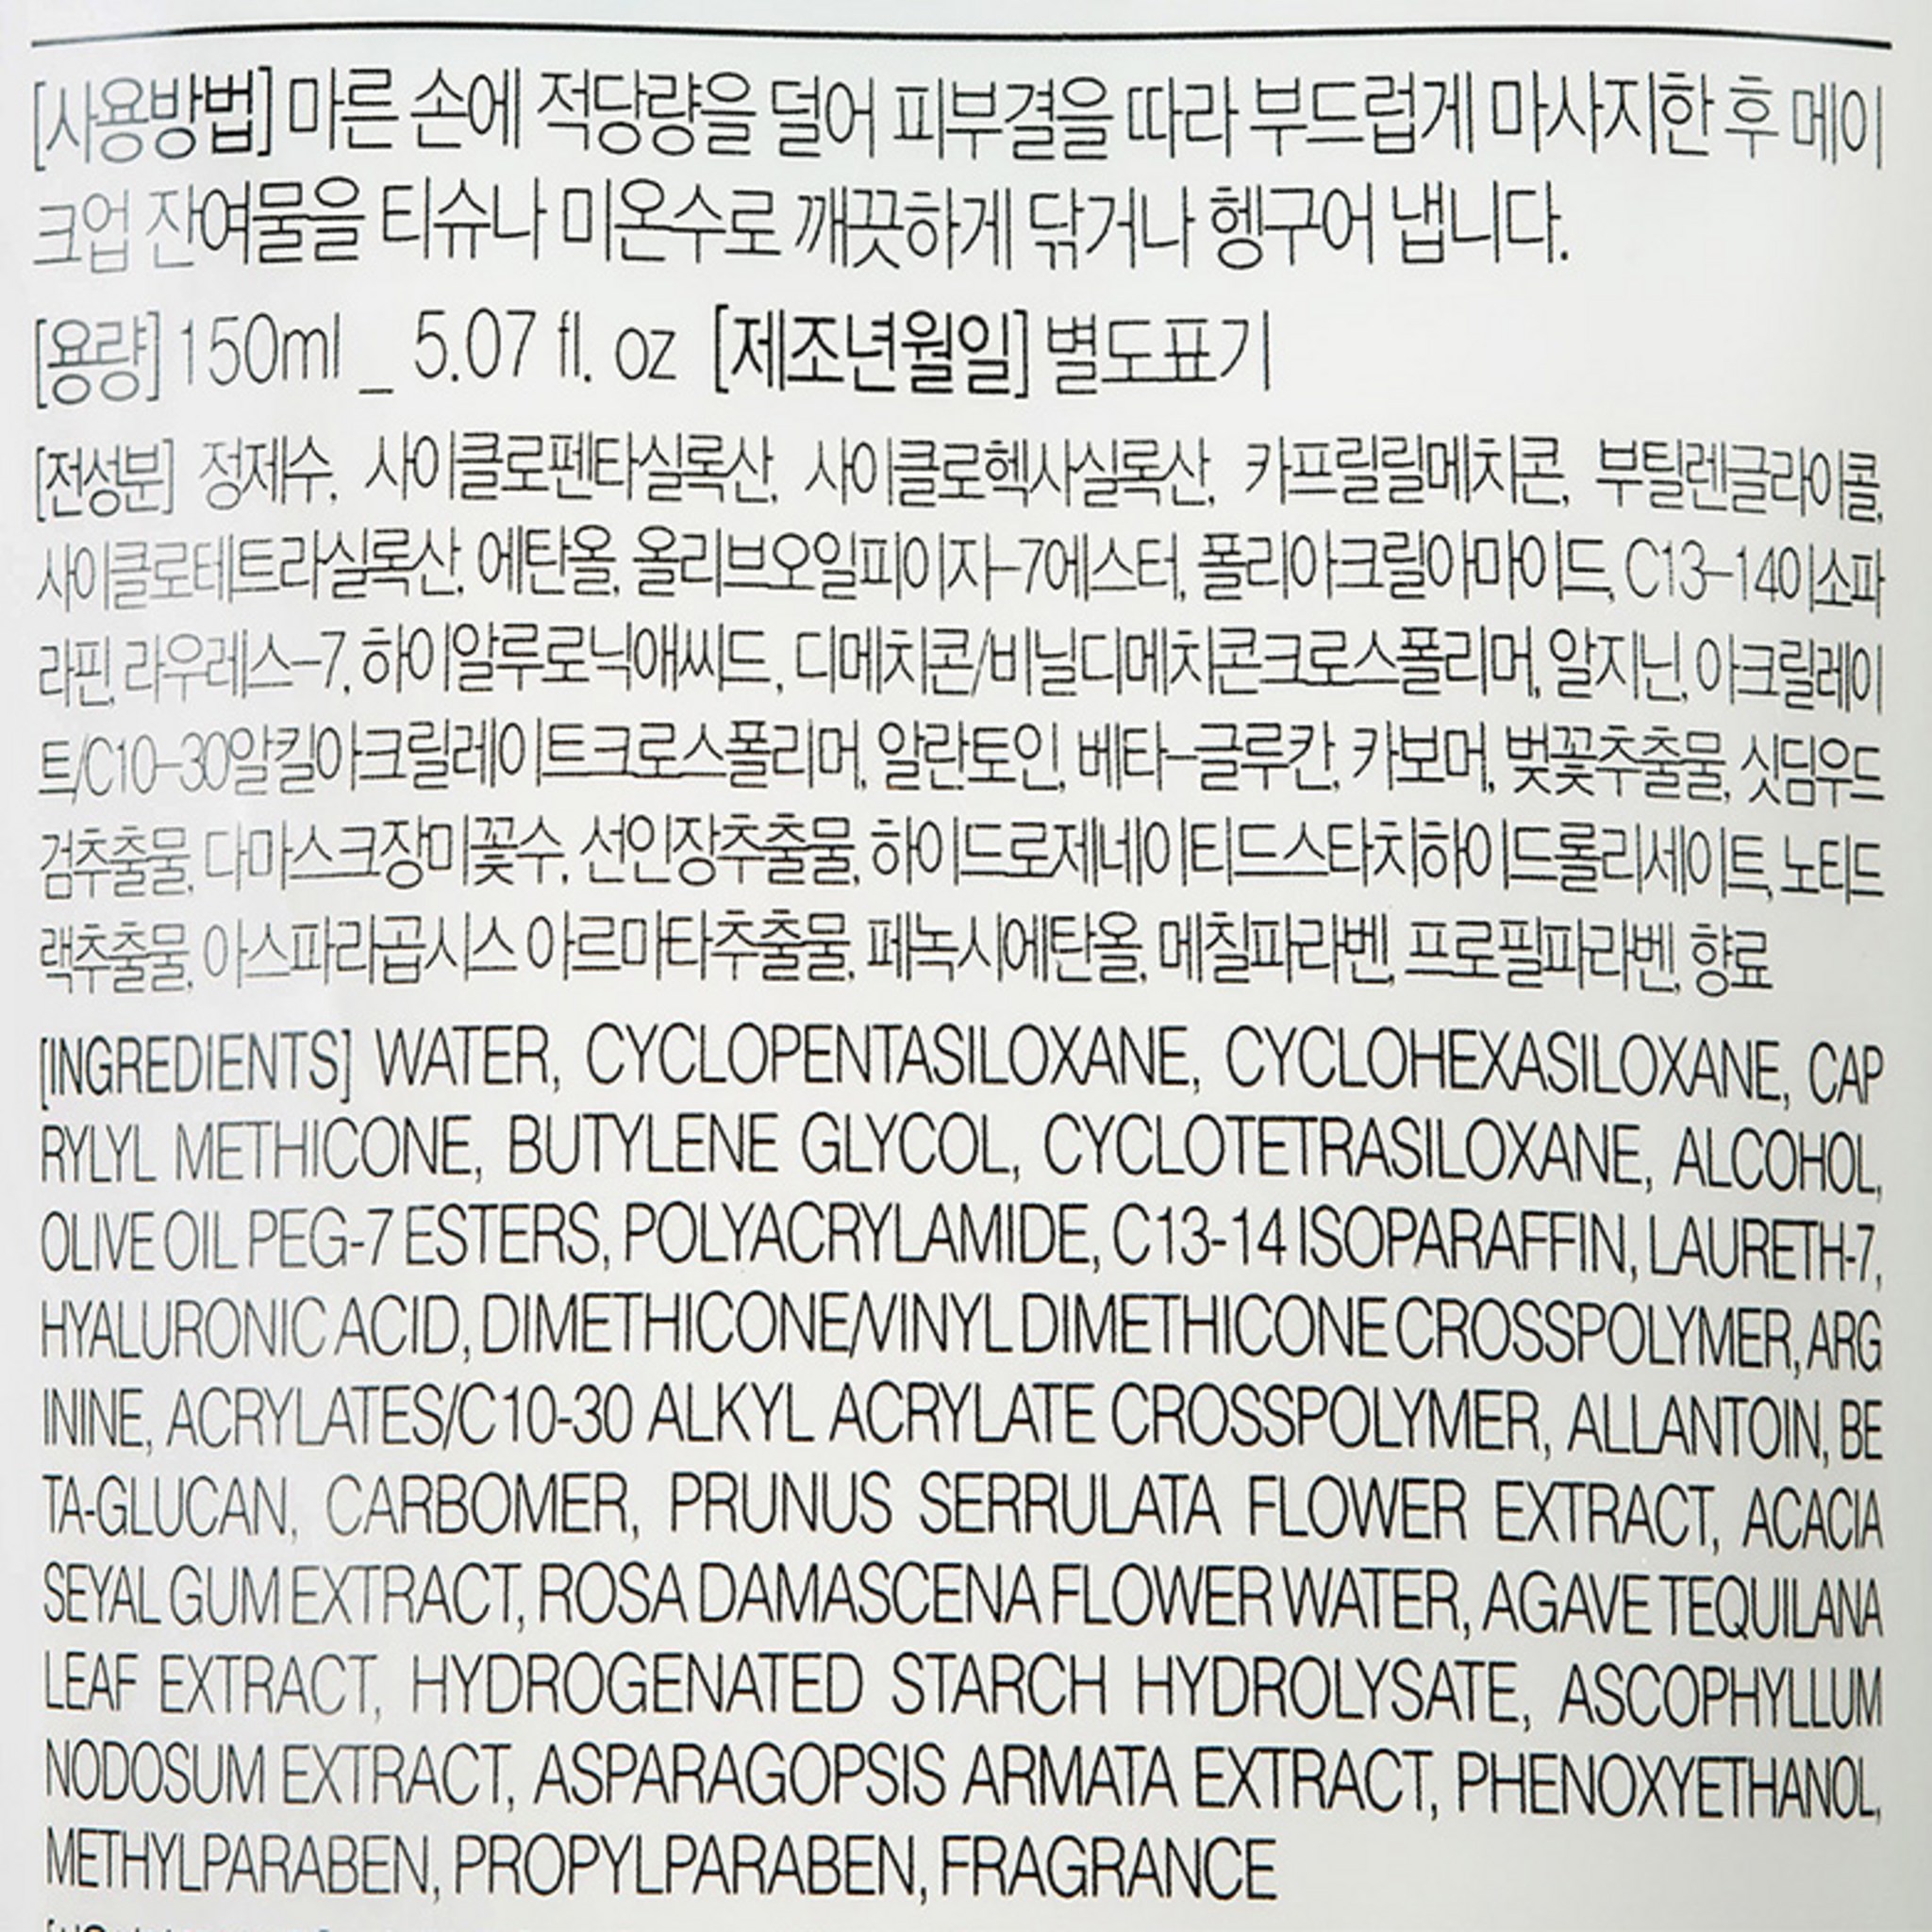 [사용방법] 마른 손에 적당량을 덜어 피부결을 따라 부드럽게 마사지한 후 메이
크업 잔여물을 티슈나 미온수로 깨끗하게 닦거나 헹구어 냅니다.
[용량] 150ml _ 5.07 fl. oz [제조년월일] 별도표기
[전성분] 정제수, 사이클로펜타실록산, 사이클로헥사실록산, 카프릴릴메치콘, 부틸렌글라이콜,
사이클로테트라실록산, 에탄올, 올리브오일피이지-7에스터, 폴리아크릴아마이드, C13-14이소파
라핀, 라우레스-7, 하이알루로닉애씨드, 디메치콘/비닐디메치콘크로스폴리머, 알지닌, 아크릴레이
트/C10-30알킬아크릴레이트크로스폴리머, 알란토인, 베타-글루칸, 카보머, 벚꽃추출물, 싯딤우드
검추출물, 다마스크장미꽃수, 선인장추출물, 하이드로제네이티드스타치하이드롤리세이트, 노티드
랙추출물, 아스파라곱시스 아르마타추출물, 페녹시에탄올, 메칠파라벤, 프로필파라벤, 향료
[INGREDIENTS] WATER, CYCLOPENTASILOXANE, CYCLOHEXASILOXANE, CAP
RYLYL METHICONE, BUTYLENE GLYCOL, CYCLOTETRASILOXANE, ALCOHOL,
OLIVE OIL PEG-7 ESTERS, POLYACRYLAMIDE, C13-14 ISOPARAFFIN, LAURETH-7,
HYALURONIC ACID, DIMETHICONE/VINYL DIMETHICONE CROSSPOLYMER, ARG
ININE, ACRYLATES/C10-30 ALKYL ACRYLATE CROSSPOLYMER, ALLANTOIN, BE
TA-GLUCAN, CARBOMER, PRUNUS SERRULATA FLOWER EXTRACT, ACACIA
SEYAL GUM EXTRACT, ROSA DAMASCENA FLOWER WATER, AGAVE TEQUILANA
LEAF EXTRACT, HYDROGENATED STARCH HYDROLYSATE, ASCOPHYLLUM
NODOSUM EXTRACT, ASPARAGOPSIS ARMATA EXTRACT, PHENOXYETHANOL,
METHYLPARABEN, PROPYLPARABEN, FRAGRANCE